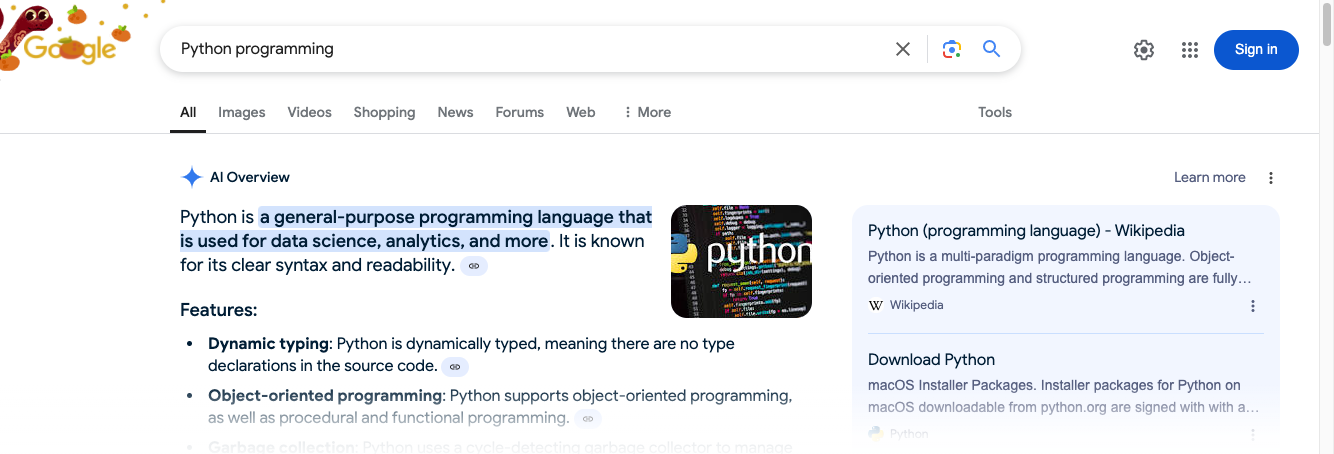 Google
Python programming
Sign in
All Images Videos Shopping News Forums Web More
Tools
AI Overview
Learn more
Python is a general-purpose programming language that
is used for data science, analytics, and more. It is known
for its clear syntax and readability.
python
Features:
• Dynamic typing: Python is dynamically typed, meaning there are no type
declarations in the source code.
• Object-oriented programming: Python supports object-oriented programming,
as well as procedural and functional programming.
• Garbage collection: Python uses a cycle-detecting garbage collector to manage
Python (programming language) - Wikipedia
Python is a multi-paradigm programming language. Object-
oriented programming and structured programming are fully…
W Wikipedia
Download Python
macOS Installer Packages. Installer packages for Python on
macOS downloadable from python.org are signed with with a…
Python